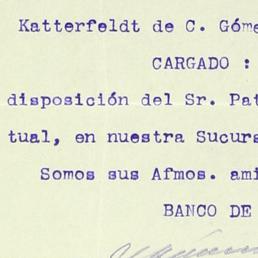 Katterfeldt de C. Góme
CARGADO :
disposición del Sr. Pat
tual, en nuestra Sucurs
Somos sus Afmos. ami
BANCO DE